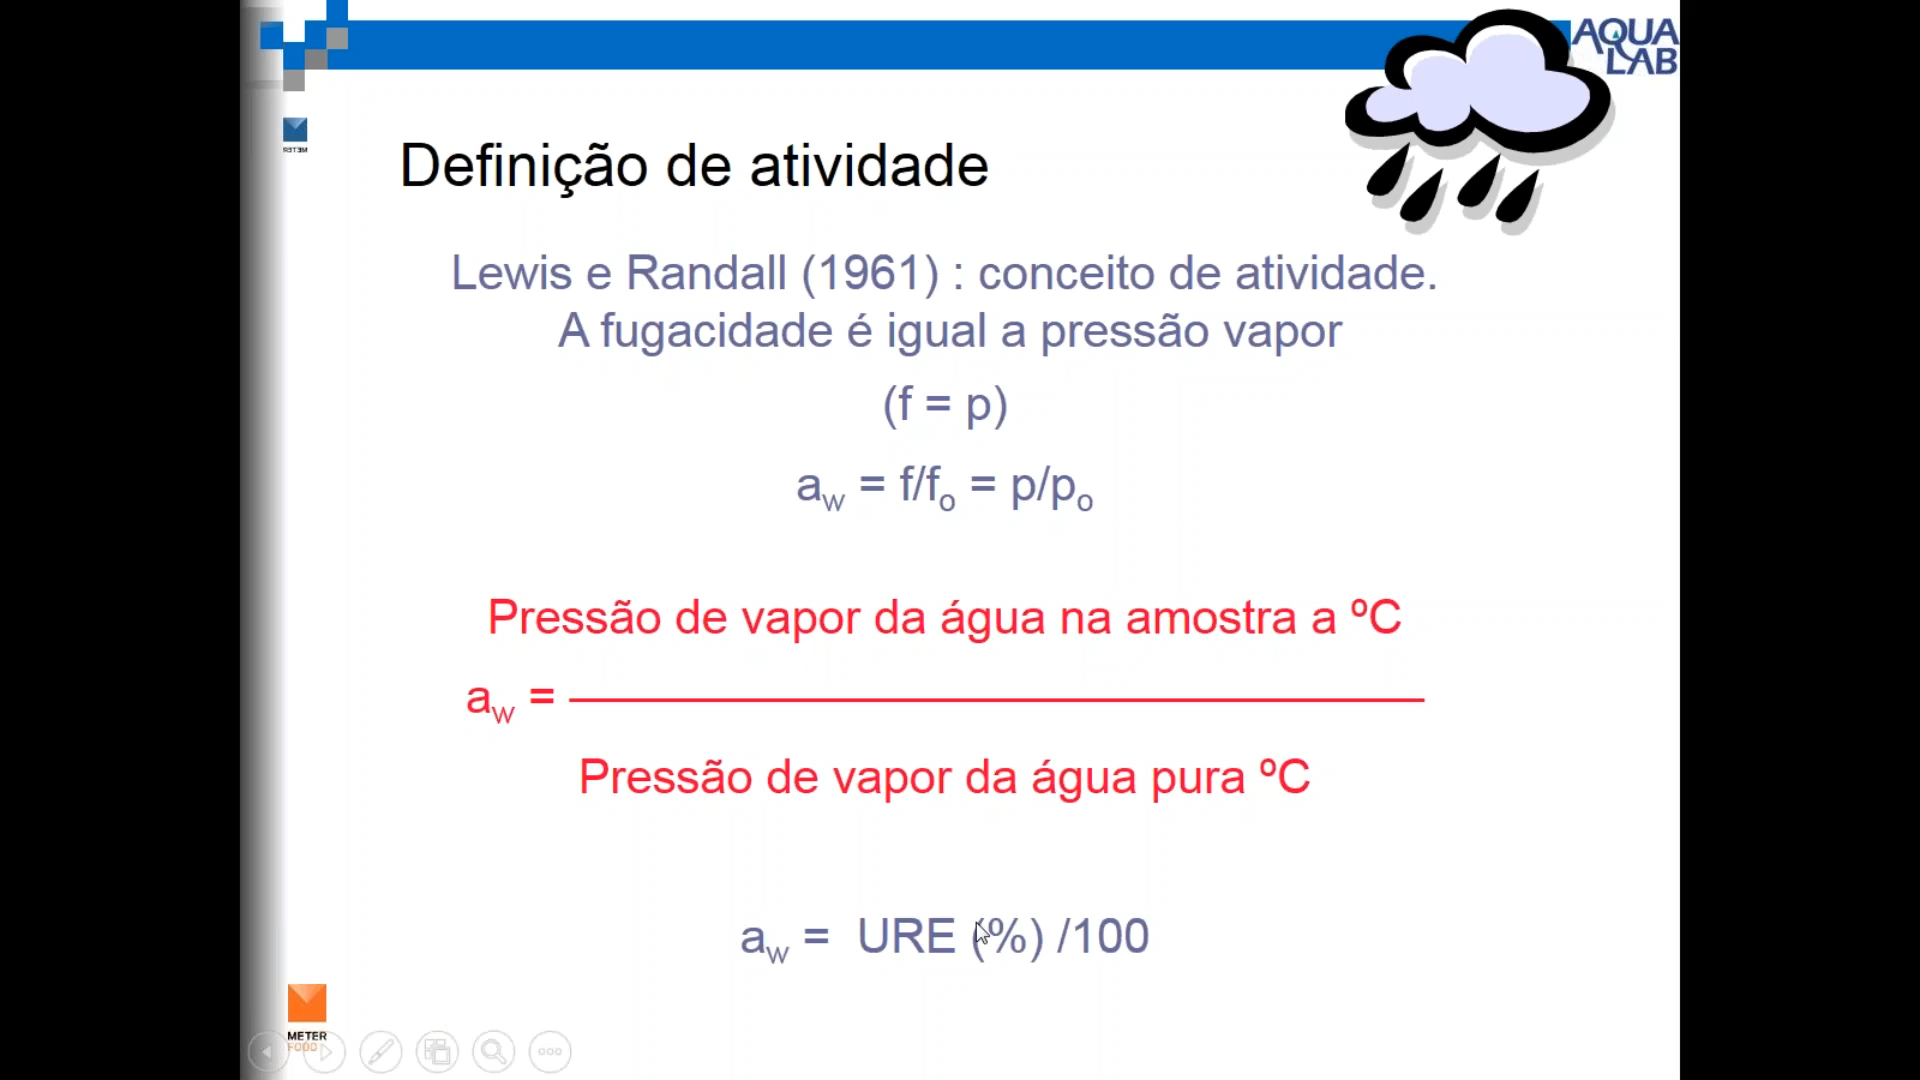 AQUA
LAB
METER
Definição de atividade
Lewis e Randall (1961) : conceito de atividade.
A fugacidade é igual a pressão vapor
(f = p)
aw = f/fo = p/po
Pressão de vapor da água na amostra a ºC
aw =
Pressão de vapor da água pura ºC
aw = URE (%) /100
METER
FOOD